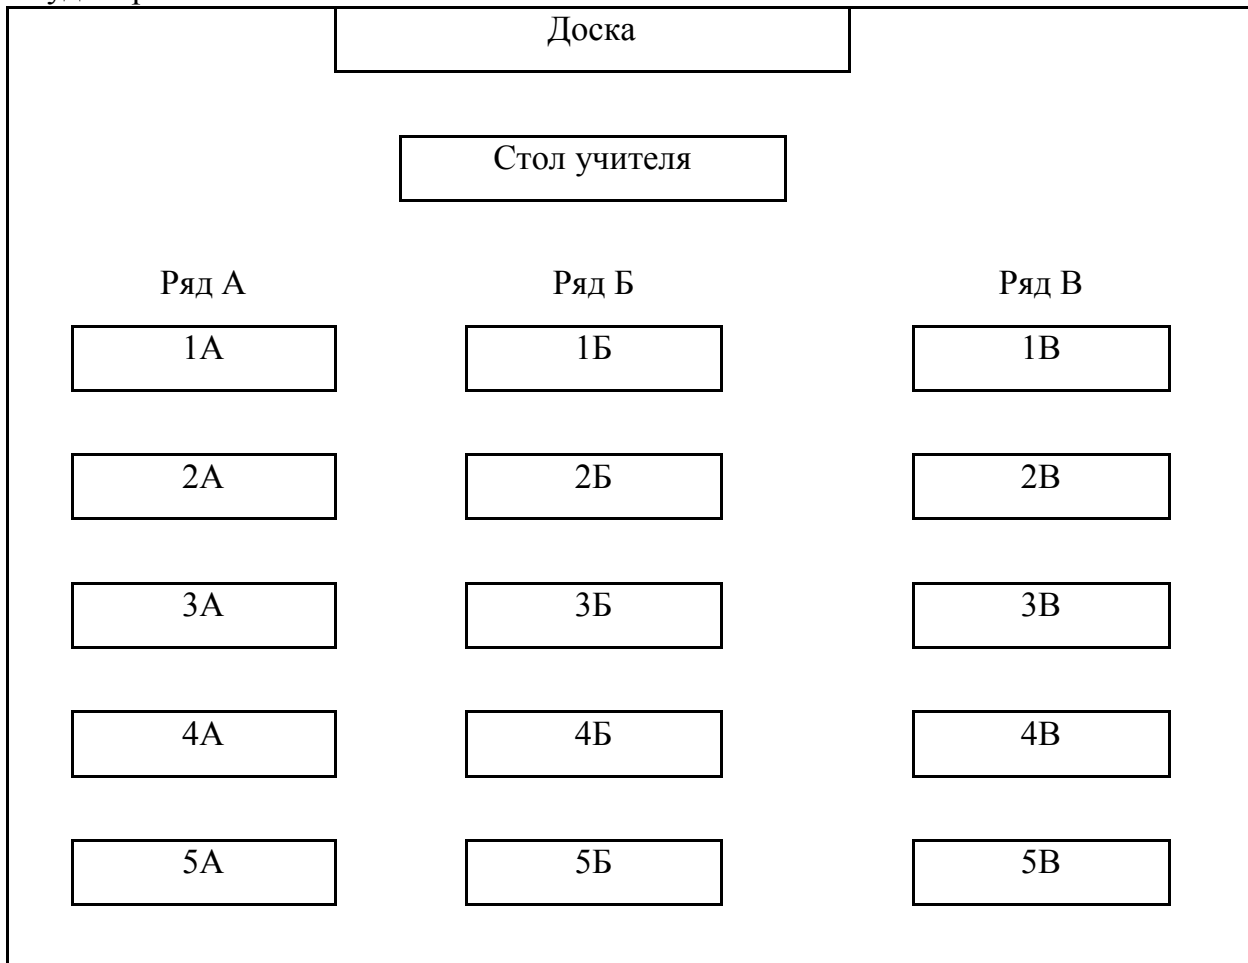 Доска
Стол учителя
Ряд А Ряд Б Ряд В
1А 1Б 1В
2А 2Б 2В
3А 3Б 3В
4А 4Б 4В
5А 5Б 5В